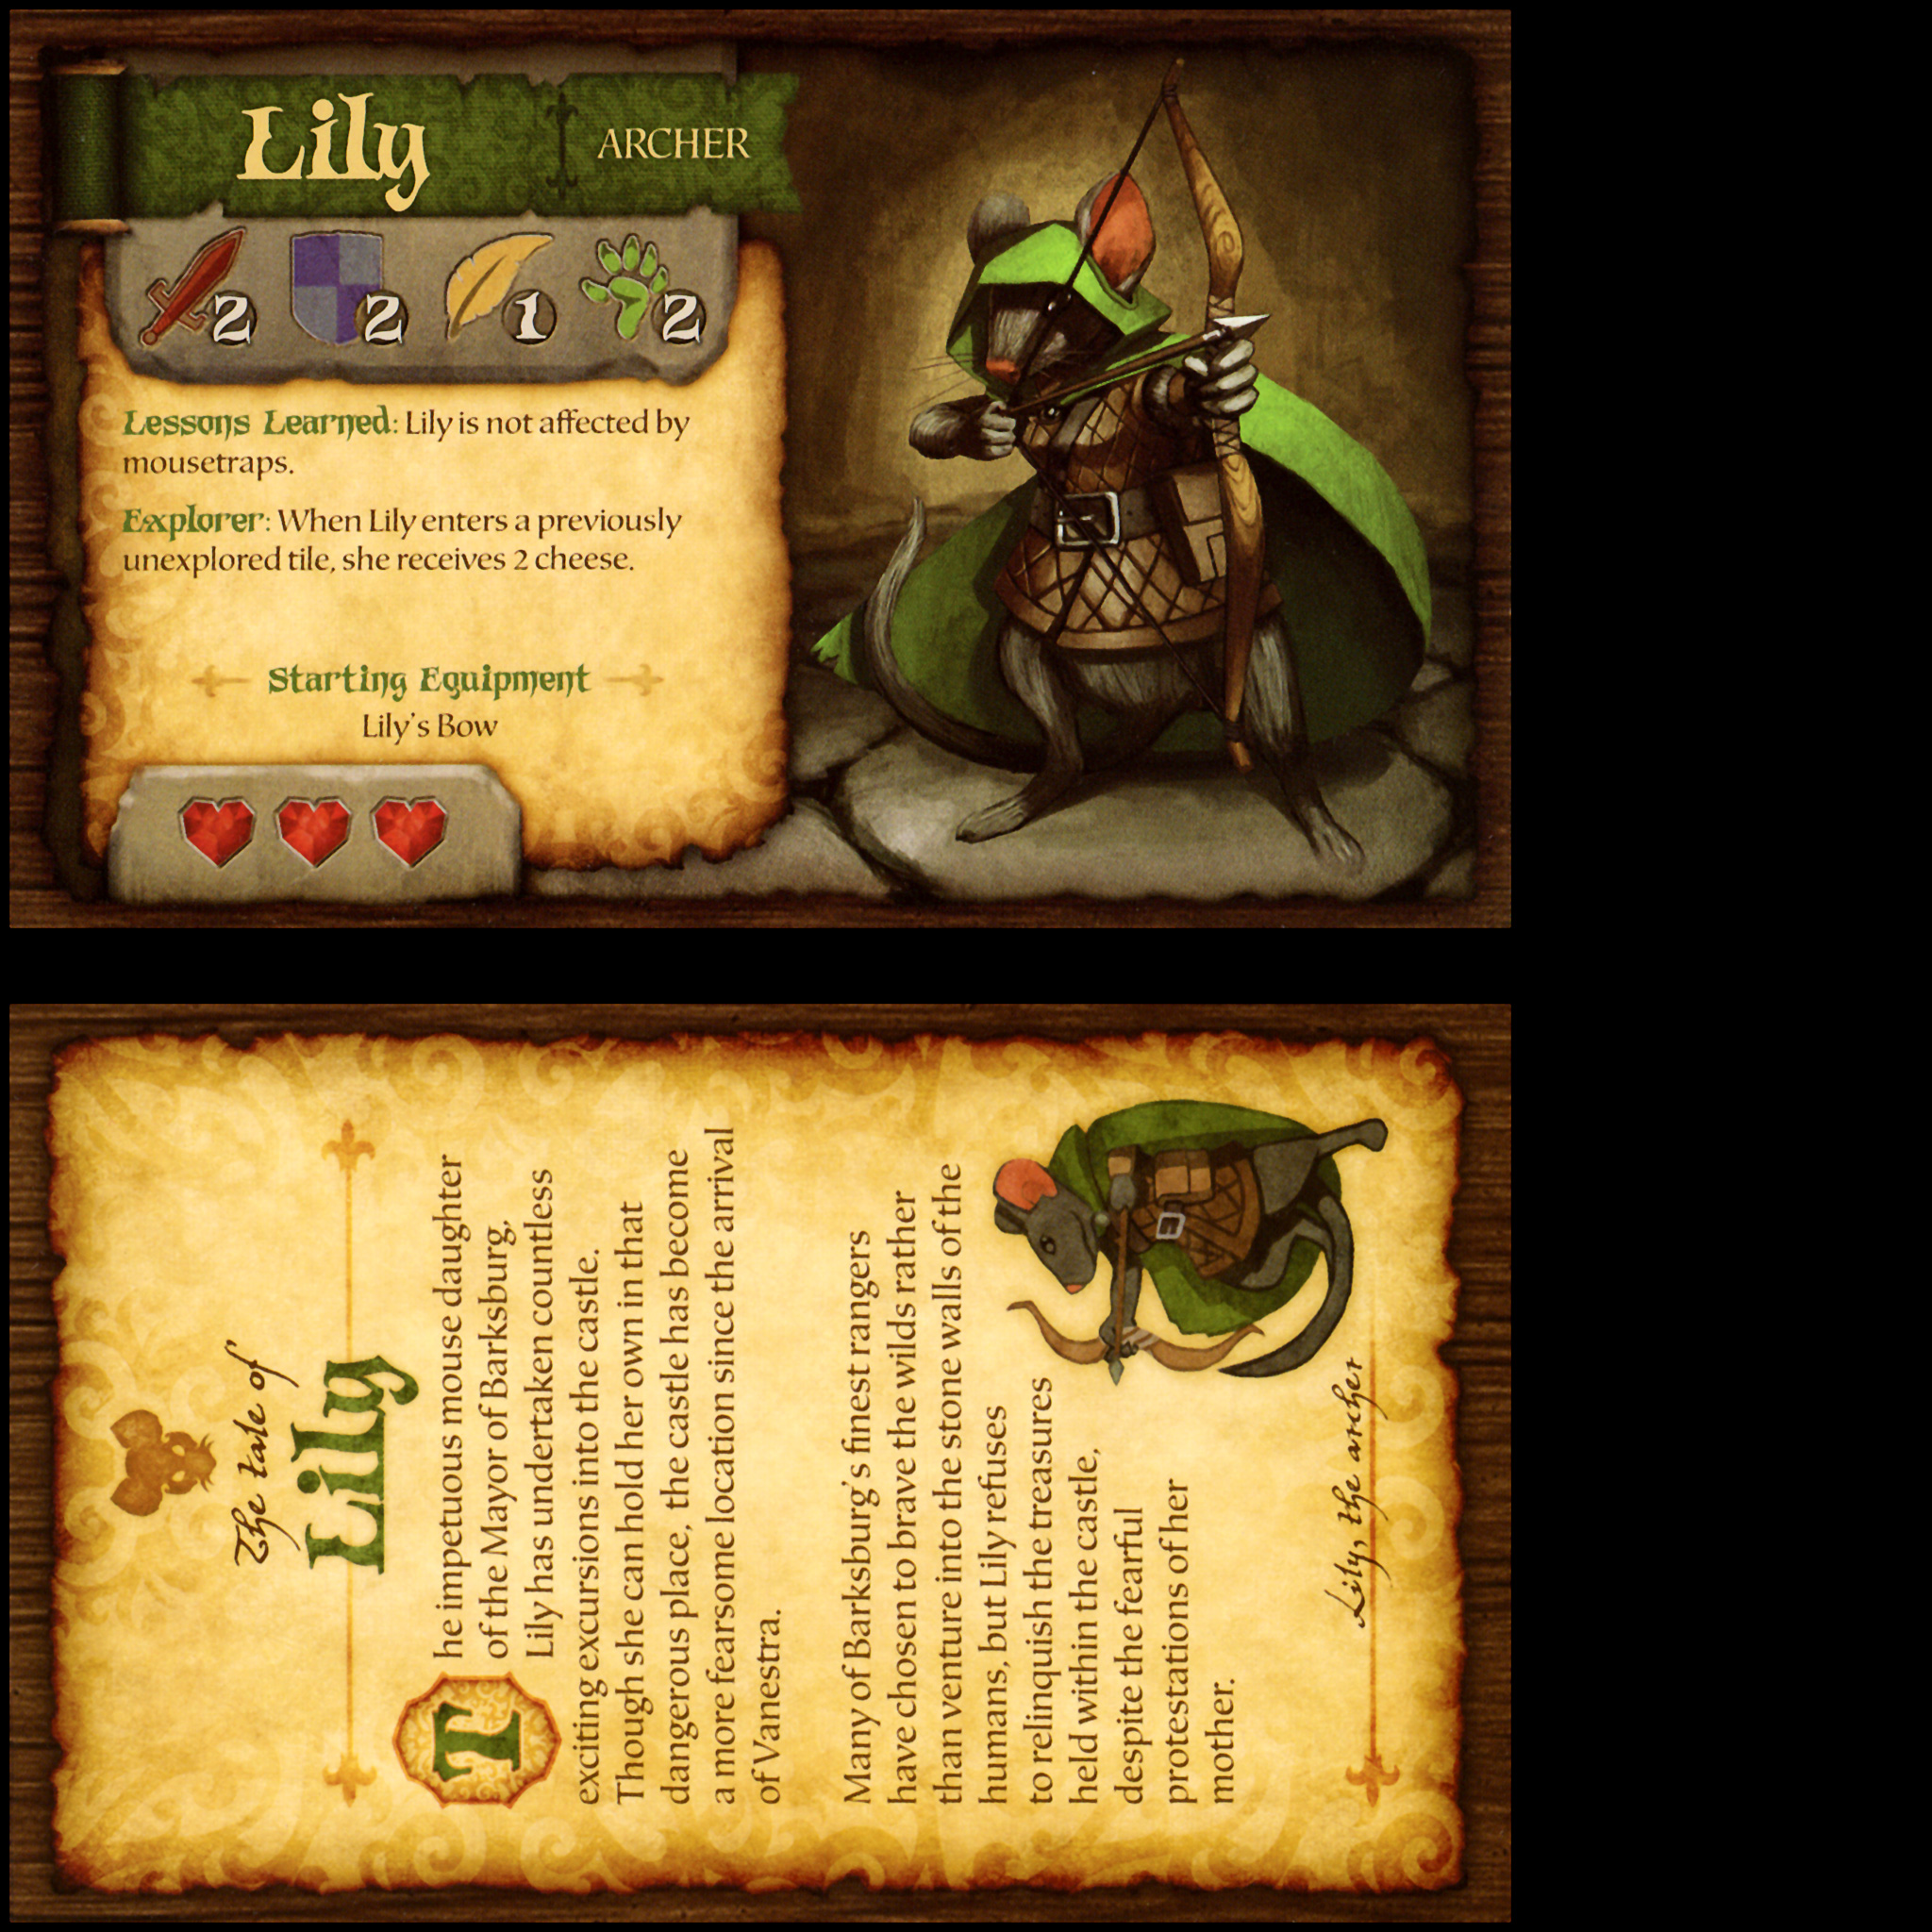 Lily
ARCHER
2 2 1 2
Lessons Learned: Lily is not affected by
mousetraps.
Explorer: When Lily enters a previously
unexplored tile, she receives 2 cheese.
Starting Equipment
Lily's Bow
The tale of
Lily
The impetuous mouse daughter
of the Mayor of Barksburg,
Lily has undertaken countless
exciting excursions into the castle.
Though she can hold her own in that
dangerous place, the castle has become
a more fearsome location since the arrival
of Vanestra.
Many of Barksburg's finest rangers
have chosen to brave the wilds rather
than venture into the stone walls of the
humans, but Lily refuses
to relinquish the treasures
held within the castle,
despite the fearful
protestations of her
mother.
Lily, the archer